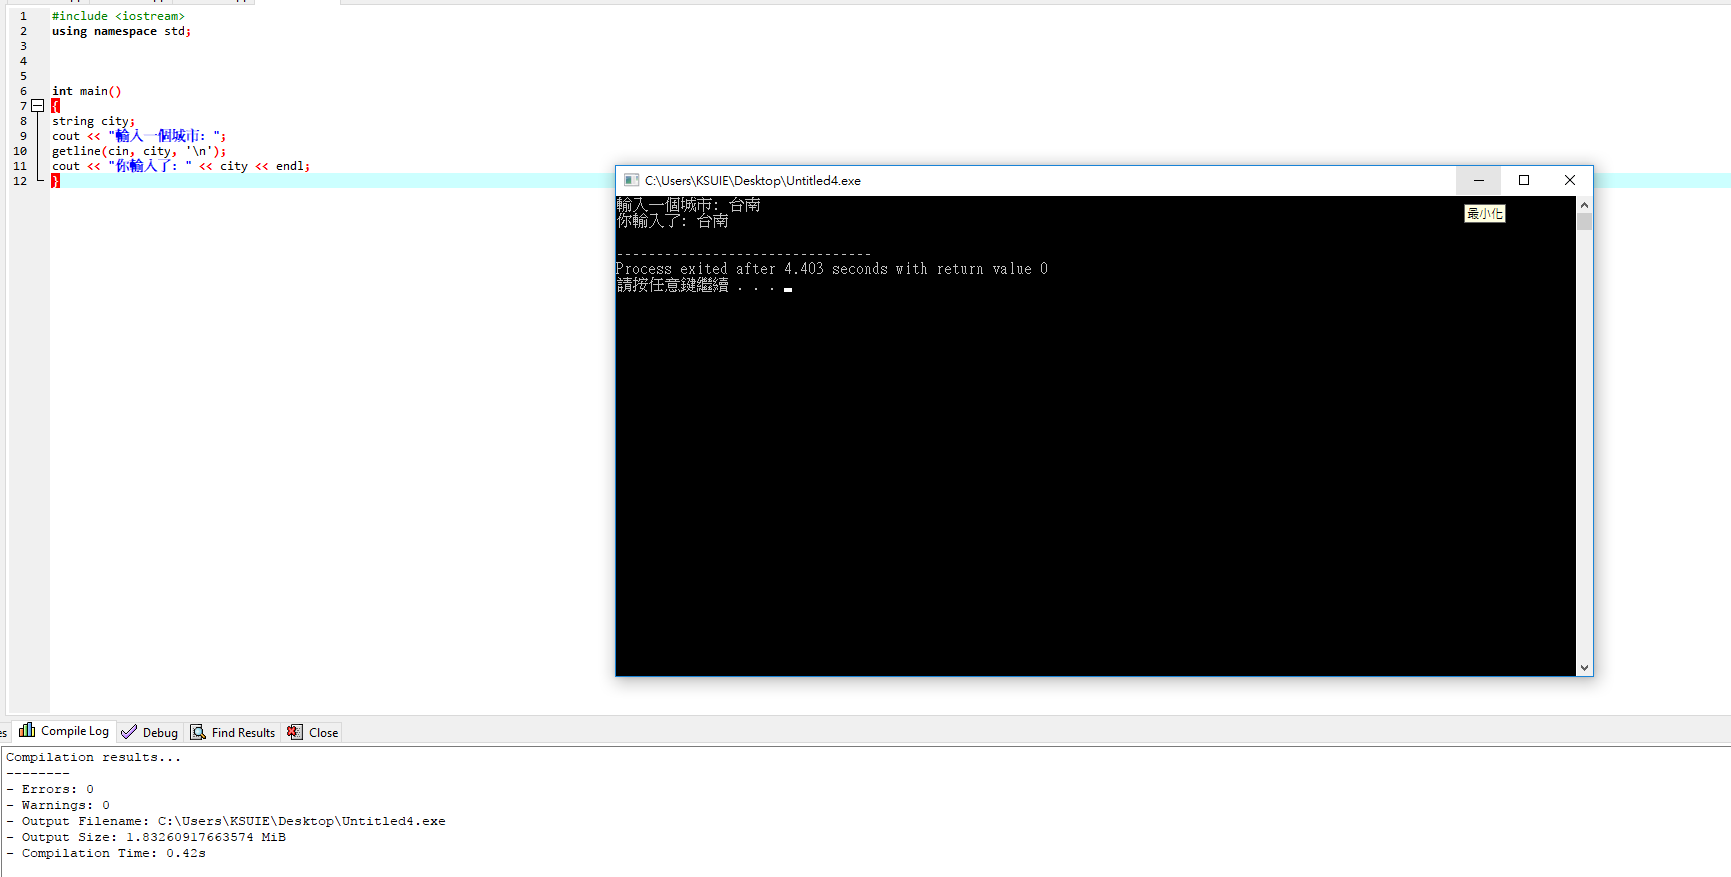 1 #include <iostream>
2 using namespace std;
3
4
5
6 int main()
7 {
8 string city;
9 cout << "輸入一個城市: ";
10 getline(cin, city, '\n');
11 cout << "你輸入了: " << city << endl;
12 }
C:\Users\KSUIE\Desktop\Untitled4.exe
最小化
輸入一個城市: 台南
你輸入了: 台南
--------------------------------
Process exited after 4.403 seconds with return value 0
請按任意鍵繼續 . . .
es Compile Log Debug Find Results Close
Compilation results...
--------
- Errors: 0
- Warnings: 0
- Output Filename: C:\Users\KSUIE\Desktop\Untitled4.exe
- Output Size: 1.83260917663574 MiB
- Compilation Time: 0.42s